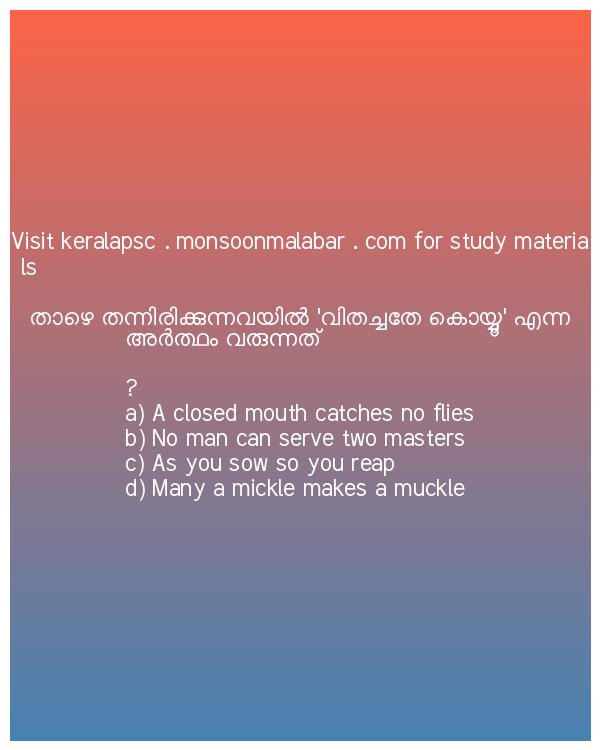 Visit keralapsc . monsoonmalabar . com for study materia
ls
താഴെ തന്നിരിക്കുന്നവയിൽ 'വിതച്ചതേ കൊയ്യൂ' എന്ന
അർത്ഥം വരുന്നത്
?
a) A closed mouth catches no flies
b) No man can serve two masters
c) As you sow so you reap
d) Many a mickle makes a muckle